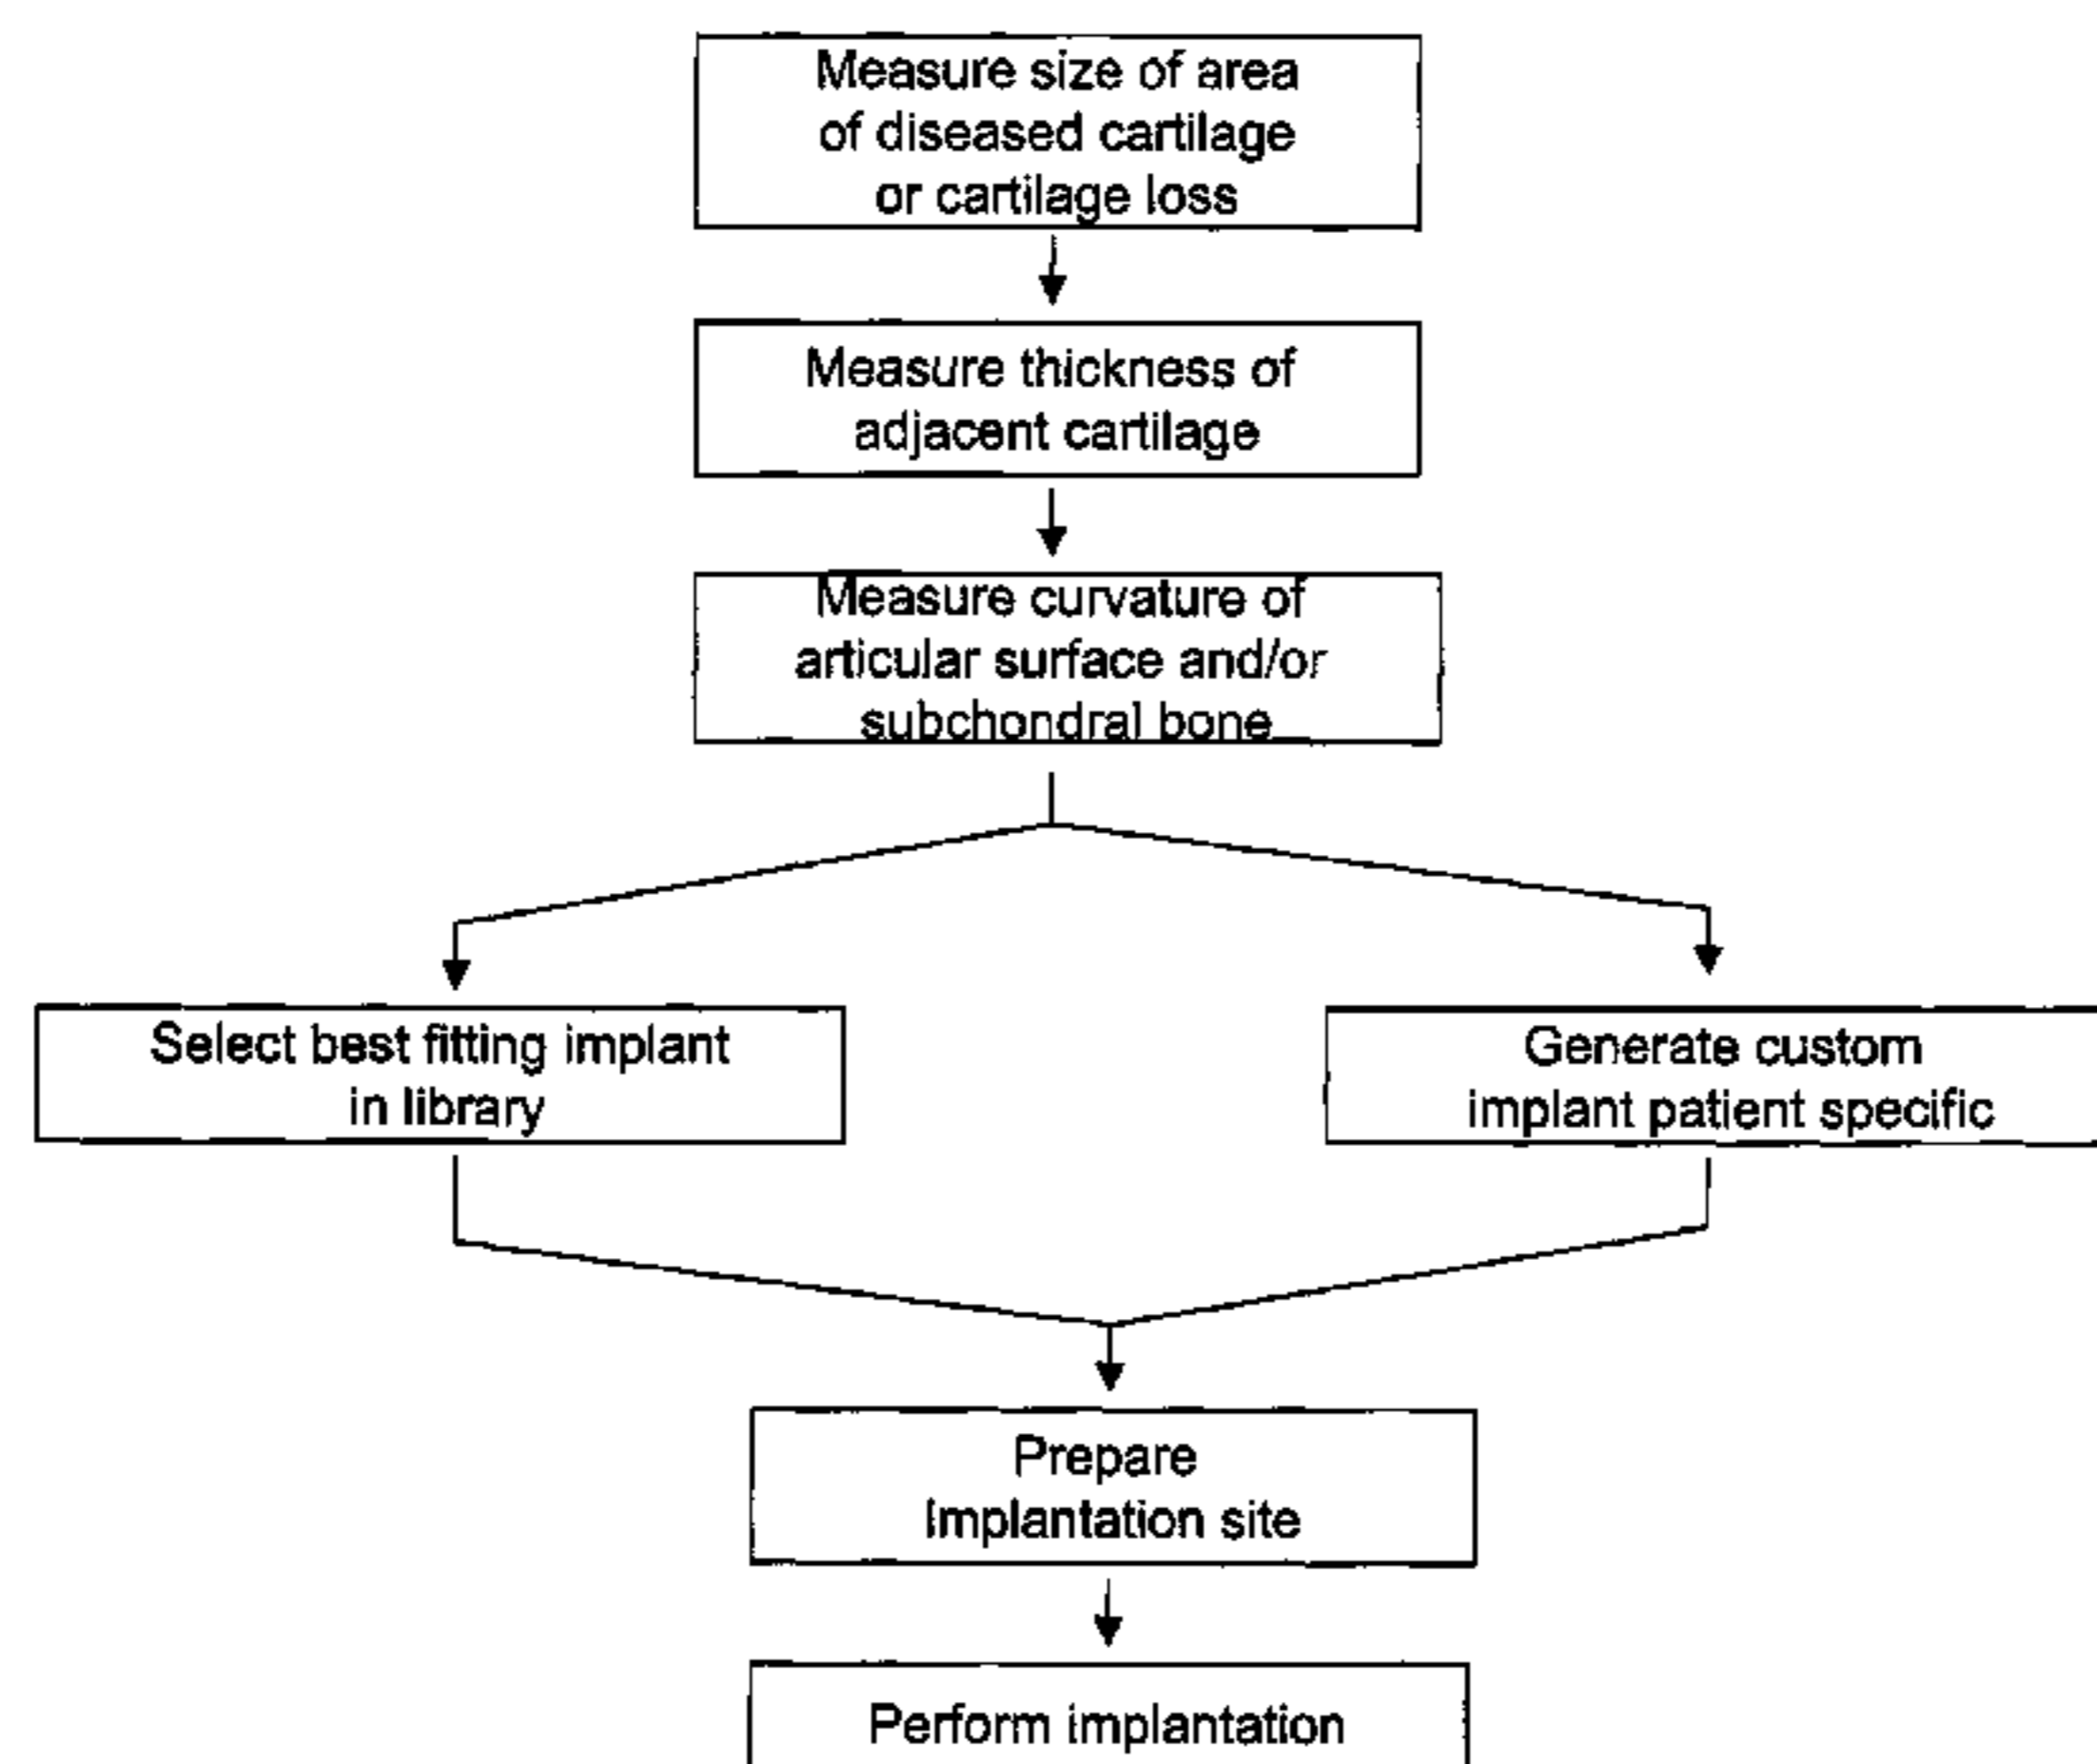 Measure size of area
of diseased cartilage
or cartilage loss
Measure thickness of
adjacent cartilage
Measure curvature of
articular surface and/or
subchondral bone
Select best fitting implant
in library
Generate custom
implant patient specific
Prepare
Implantation site
Perform implantation